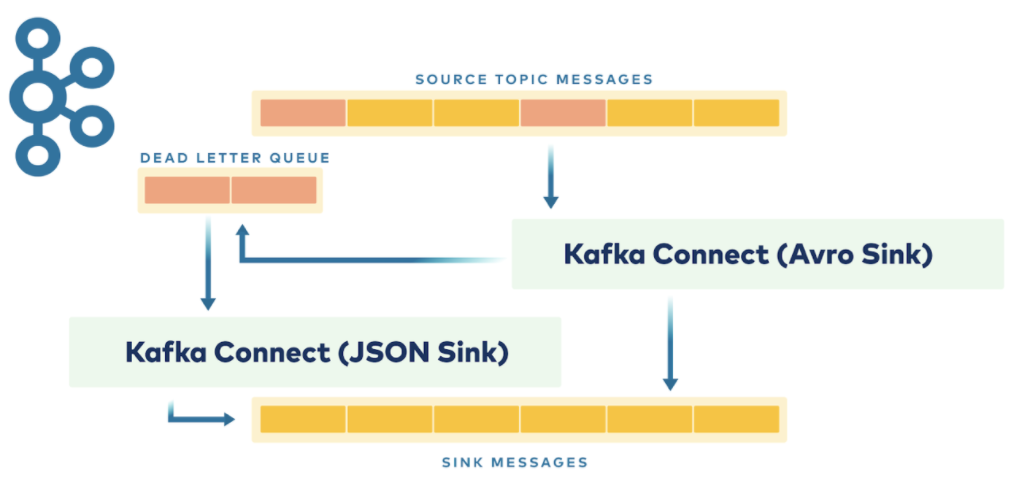 SOURCE TOPIC MESSAGES
DEAD LETTER QUEUE
Kafka Connect (Avro Sink)
Kafka Connect (JSON Sink)
SINK MESSAGES